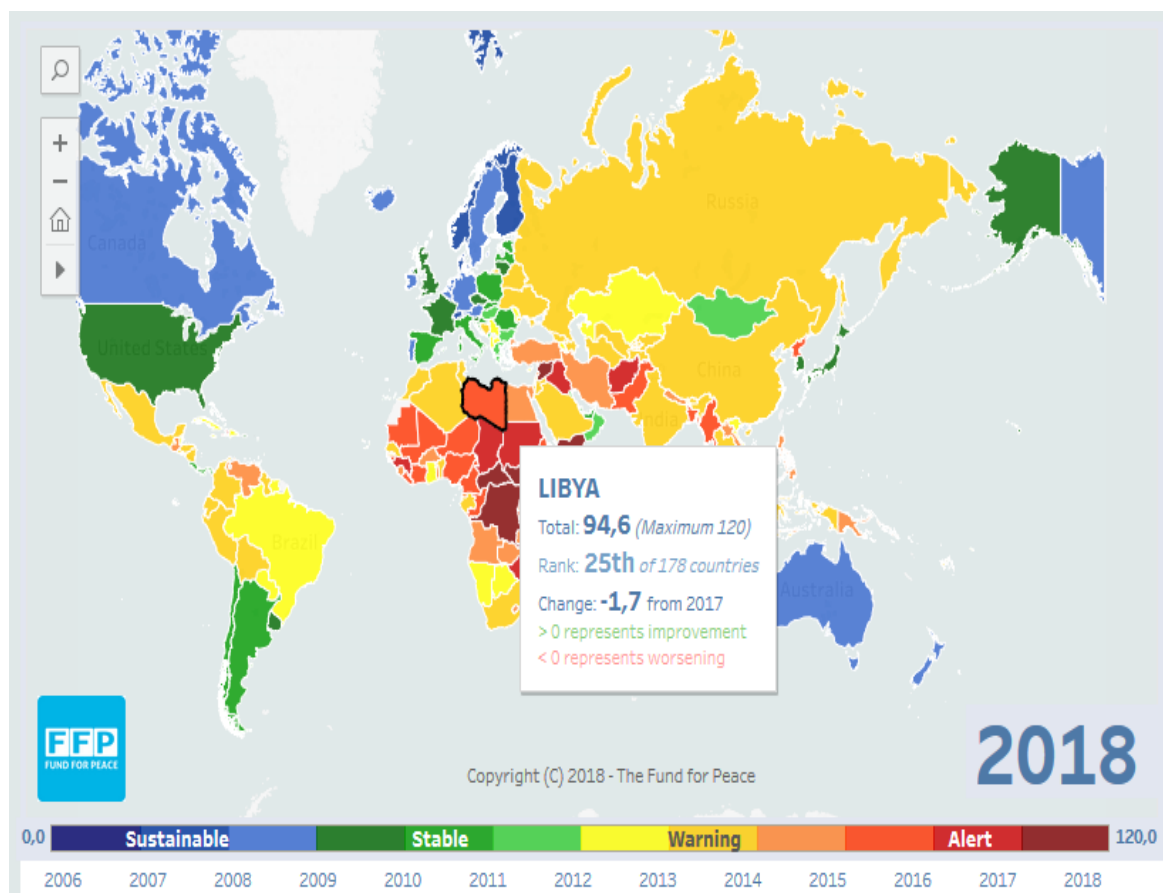 Russia
Canada
United States
China
India
LIBYA
Total: 94,6 (Maximum 120)
Brazil
Rank: 25th of 178 countries
Australia
Change: -1,7 from 2017
> 0 represents improvement
< 0 represents worsening
FFP
FUND FOR PEACE
2018
Copyright (C) 2018 - The Fund for Peace
0,0 Sustainable Stable Warning Alert 120,0
2006 2007 2008 2009 2010 2011 2012 2013 2014 2015 2016 2017 2018